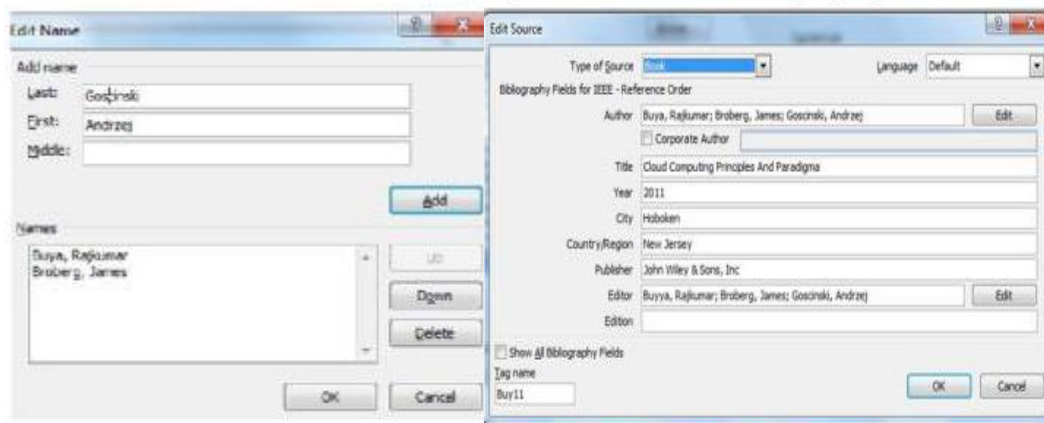 Edit Name
Add name
Last: Goscinski
First: Andrzej
Middle:
Add
Names
Buya, Rajkumar
Broberg, James
Up
Down
Delete
OK Cancel
Edit Source
Type of Source Book Language Default
Bibliography Fields for IEEE - Reference Order
Author Buya, Rajkumar; Broberg, James; Goscinski, Andrzej Edit
Corporate Author
Title Cloud Computing Principles And Paradigma
Year 2011
City Hoboken
Country/Region New Jersey
Publisher John Wiley & Sons, Inc
Editor Buyya, Rajkumar; Broberg, James; Goscinski, Andrzej Edit
Edition
Show All Bibliography Fields
Tag name
Buy11
OK Cancel